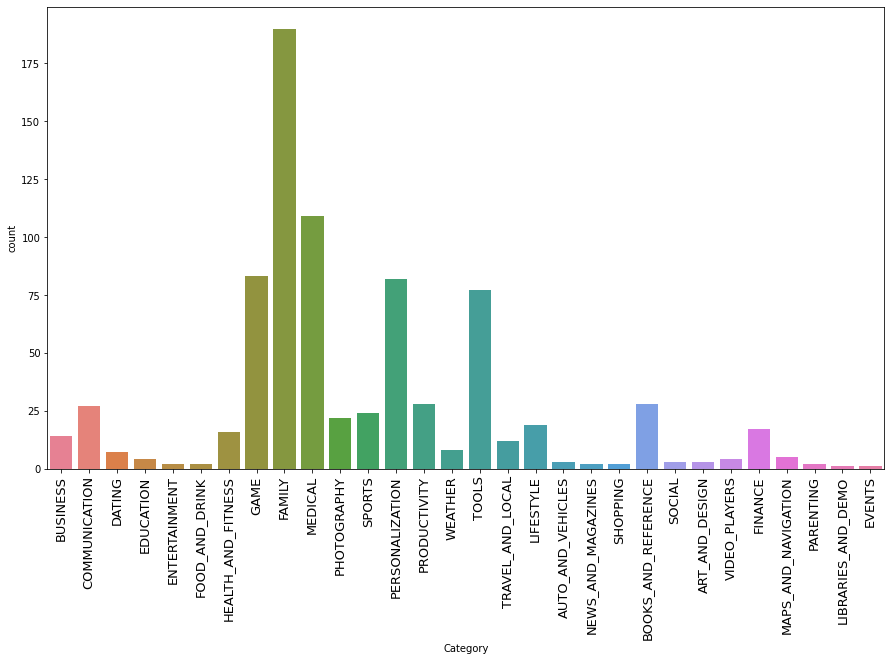 175
150
125
100
75
50
25
0
count
BUSINESS
COMMUNICATION
DATING
EDUCATION
ENTERTAINMENT
FOOD_AND_DRINK
HEALTH_AND_FITNESS
GAME
FAMILY
MEDICAL
PHOTOGRAPHY
SPORTS
PERSONALIZATION
PRODUCTIVITY
WEATHER
TOOLS
TRAVEL_AND_LOCAL
LIFESTYLE
AUTO_AND_VEHICLES
NEWS_AND_MAGAZINES
SHOPPING
BOOKS_AND_REFERENCE
SOCIAL
ART_AND_DESIGN
VIDEO_PLAYERS
FINANCE
MAPS_AND_NAVIGATION
PARENTING
LIBRARIES_AND_DEMO
EVENTS
Category